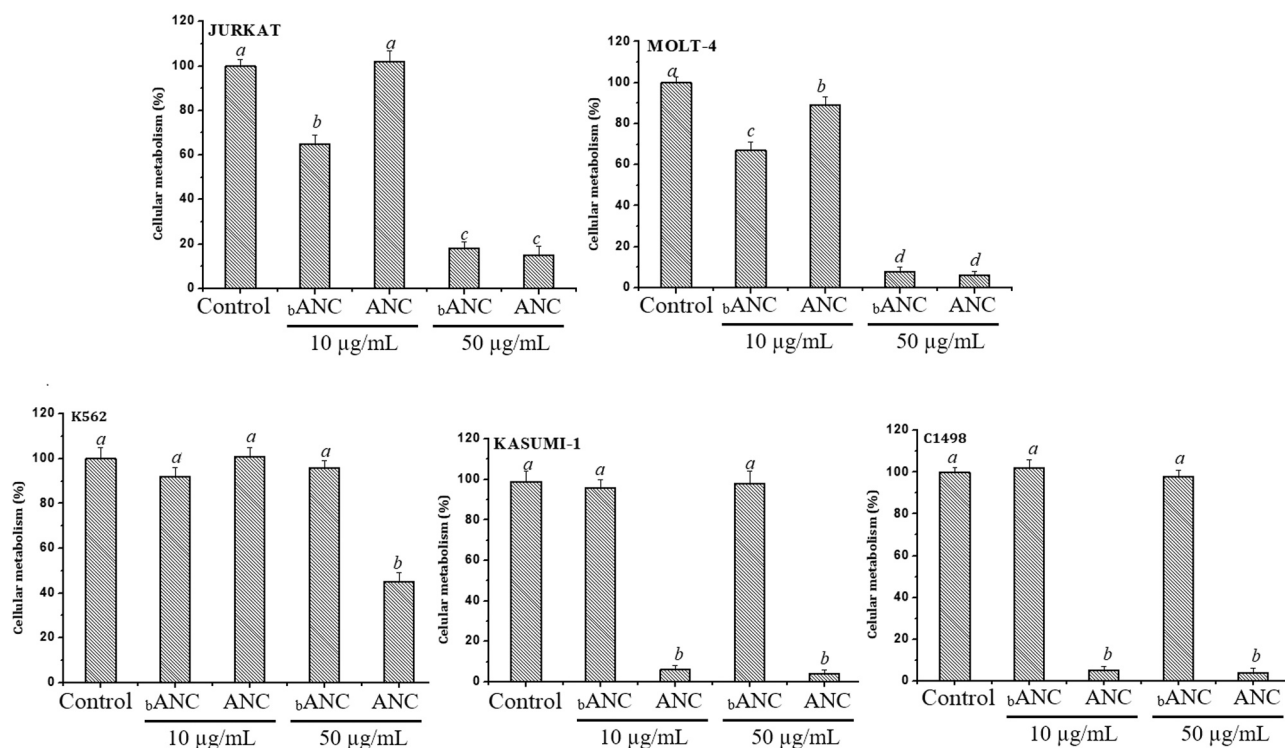 JURKAT
Cellular metabolism (%)
120
100
80
60
40
20
0
a
b
a
c
c
Control
bANC
ANC
bANC
ANC
10 µg/mL
50 µg/mL
MOLT-4
Cellular metabolism (%)
120
100
80
60
40
20
0
a
c
b
d
d
Control
bANC
ANC
bANC
ANC
10 µg/mL
50 µg/mL
K562
Cellular metabolism (%)
120
100
80
60
40
20
0
a
a
a
a
b
Control
bANC
ANC
bANC
ANC
10 µg/mL
50 µg/mL
KASUMI-1
Cellular metabolism (%)
120
100
80
60
40
20
0
a
a
b
a
b
Control
bANC
ANC
bANC
ANC
10 µg/mL
50 µg/mL
C1498
Cellular metabolism (%)
120
100
80
60
40
20
0
a
a
b
a
b
Control
bANC
ANC
bANC
ANC
10 µg/mL
50 µg/mL